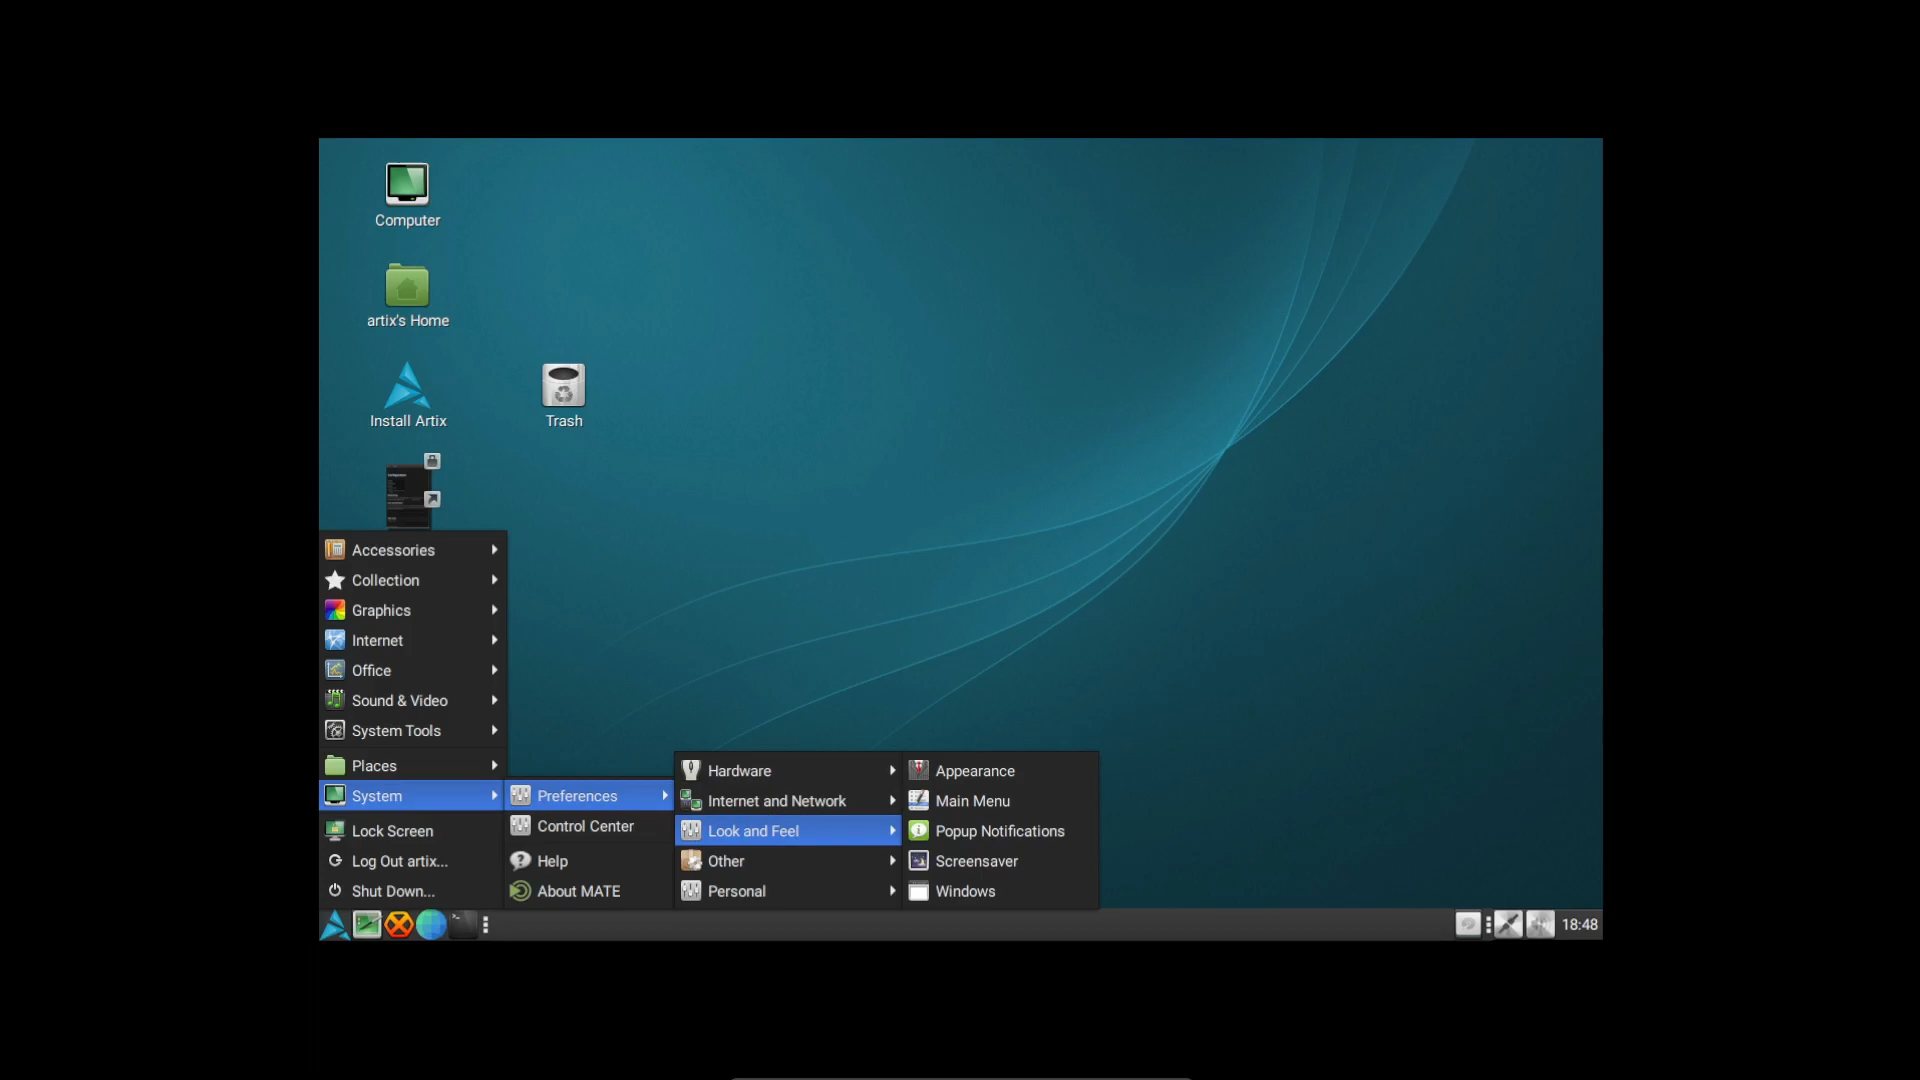 Computer
artix's Home
Install Artix
Trash
Accessories
Collection
Graphics
Internet
Office
Sound & Video
System Tools
Places
System
Lock Screen
Log Out artix...
Shut Down...
Preferences
Control Center
Help
About MATE
Hardware
Internet and Network
Look and Feel
Other
Personal
Appearance
Main Menu
Popup Notifications
Screensaver
Windows
18:48